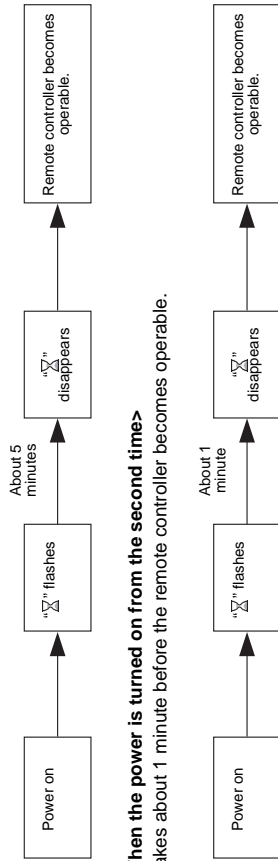 Power on
“⧖” flashes
About 5
minutes
“⧖”
disappears
Remote controller becomes
operable.
hen the power is turned on from the second time>
akes about 1 minute before the remote controller becomes operable.
Power on
“⧖” flashes
About 1
minute
“⧖”
disappears
Remote controller becomes
operable.